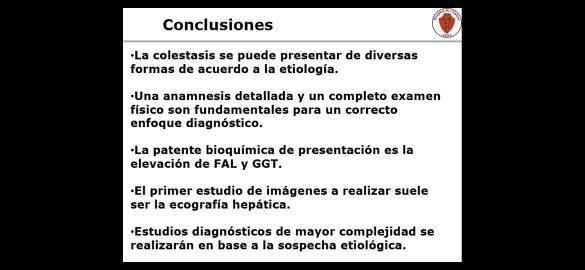 Conclusiones
•La colestasis se puede presentar de diversas
formas de acuerdo a la etiología.
•Una anamnesis detallada y un completo examen
físico son fundamentales para un correcto
enfoque diagnóstico.
•La patente bioquímica de presentación es la
elevación de FAL y GGT.
•El primer estudio de imágenes a realizar suele
ser la ecografía hepática.
•Estudios diagnósticos de mayor complejidad se
realizarán en base a la sospecha etiológica.